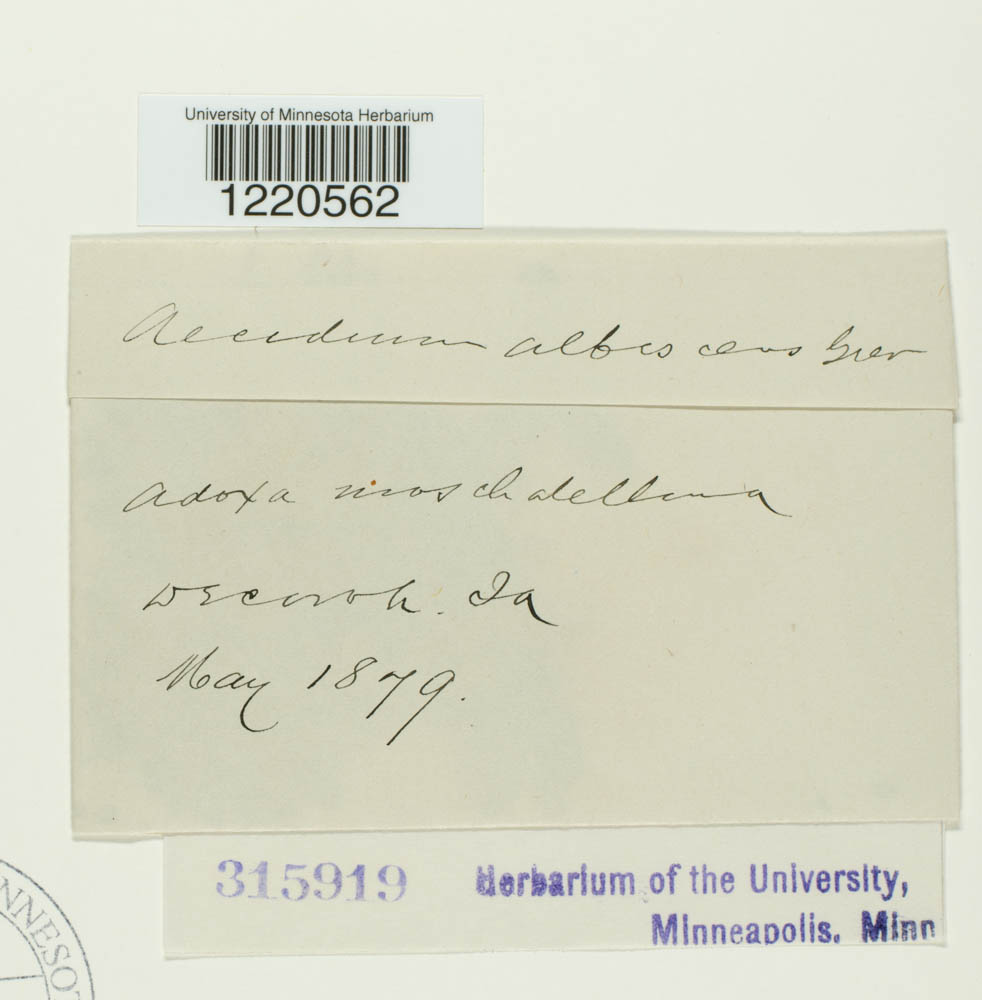 University of Minnesota Herbarium
1220562
Aecidium albescens Grev
Adoxa moschatellina
Decorah. Ia
May 1879.
315919 Herbarium of the University,
Minneapolis, Minn
NNESOT